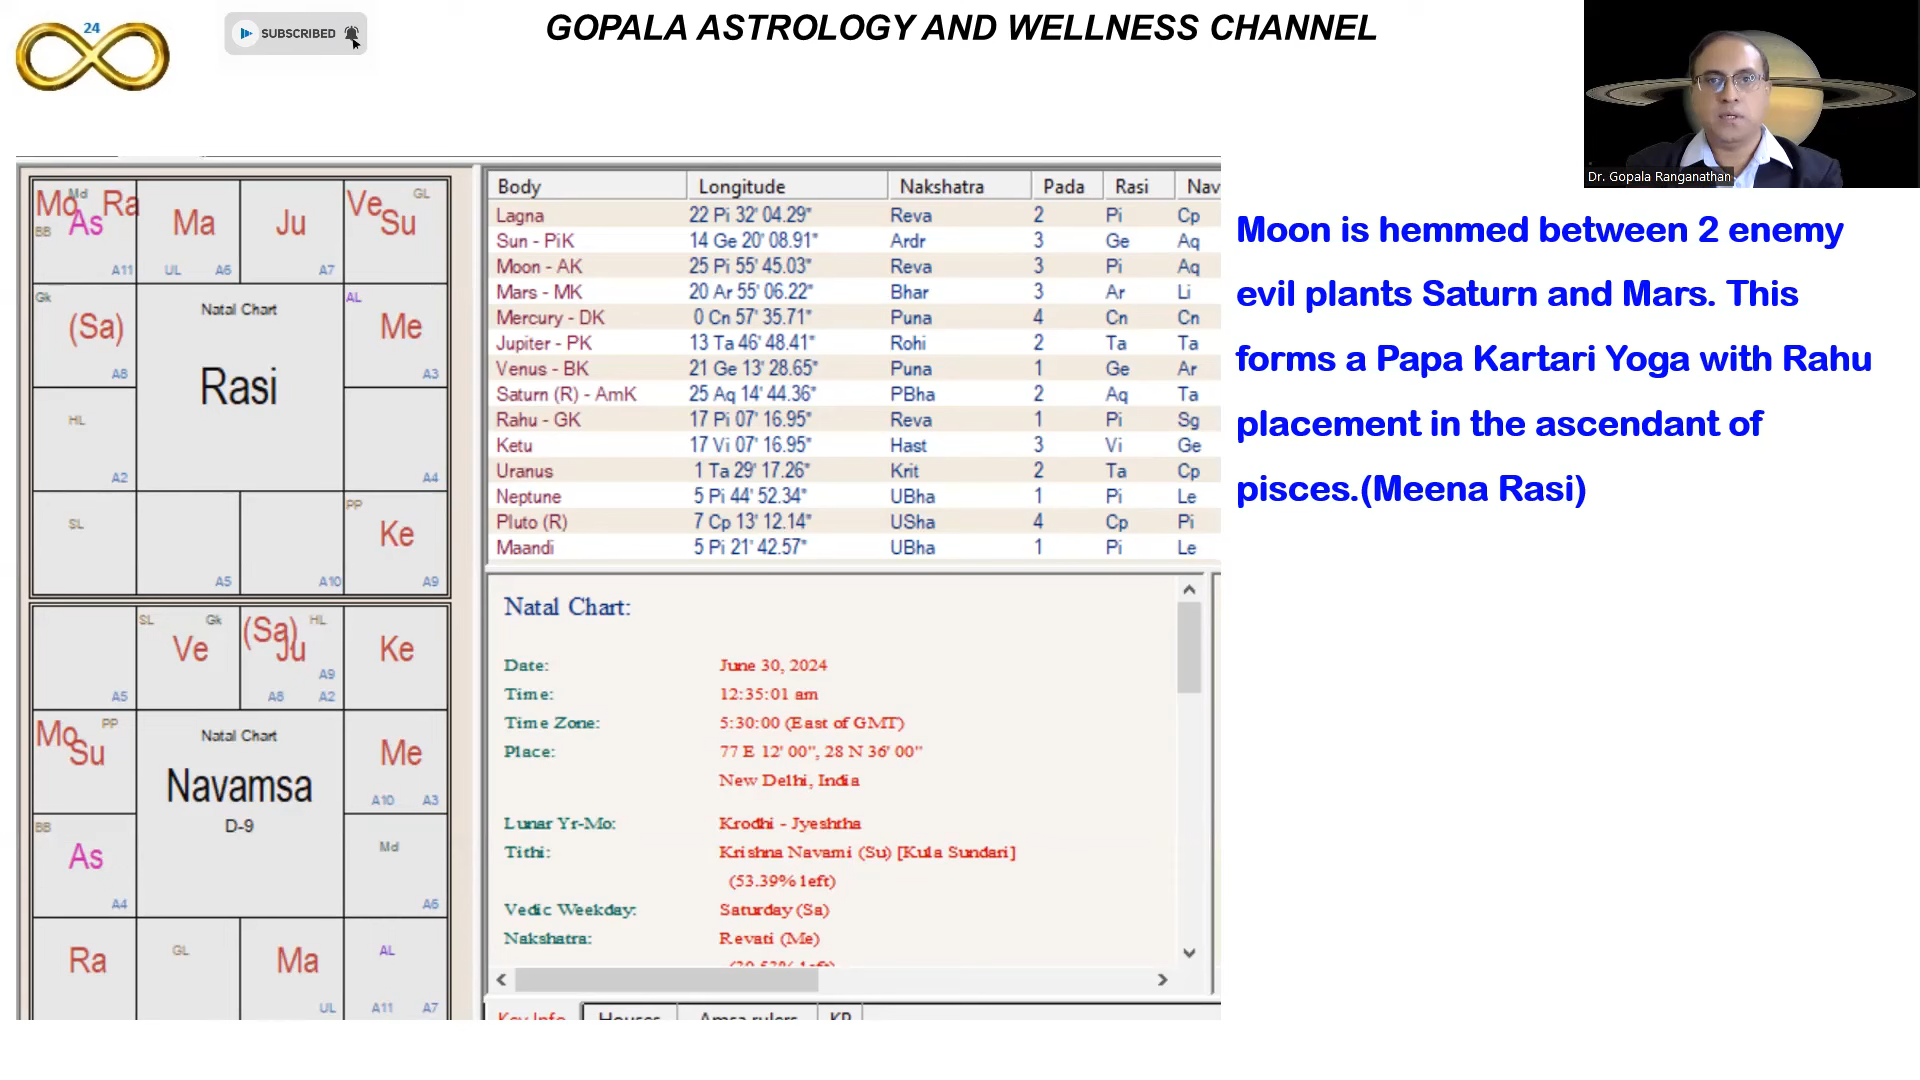 24
SUBSCRIBED
GOPALA ASTROLOGY AND WELLNESS CHANNEL
Dr. Gopala Ranganathan
Mo Md Ra
BB As
A11
Ma
UL A6
Ju
A7
Ve GL
Su
Gk
(Sa)
A8
Natal Chart
Rasi
AL
Me
A3
HL
A2
A4
SL
A5
A10
PP
Ke
A9
A5
SL Gk
Ve
(Sa) HL
Ju
A9
A6 A2
Ke
Mo PP
Su
Natal Chart
Navamsa
D-9
Me
A10 A3
BB
As
A4
Md
A6
Ra
GL
Ma
UL
AL
A11 A7
Body Longitude Nakshatra Pada Rasi Nav
Lagna 22 Pi 32' 04.29" Reva 2 Pi Cp
Sun - PiK 14 Ge 20' 08.91" Ardr 3 Ge Aq
Moon - AK 25 Pi 55' 45.03" Reva 3 Pi Aq
Mars - MK 20 Ar 55' 06.22" Bhar 3 Ar Li
Mercury - DK 0 Cn 57' 35.71" Puna 4 Cn Cn
Jupiter - PK 13 Ta 46' 48.41" Rohi 2 Ta Ta
Venus - BK 21 Ge 13' 28.65" Puna 1 Ge Ar
Saturn (R) - AmK 25 Aq 14' 44.36" PBha 2 Aq Ta
Rahu - GK 17 Pi 07' 16.95" Reva 1 Pi Sg
Ketu 17 Vi 07' 16.95" Hast 3 Vi Ge
Uranus 1 Ta 29' 17.26" Krit 2 Ta Cp
Neptune 5 Pi 44' 52.34" UBha 1 Pi Le
Pluto (R) 7 Cp 13' 12.14" USha 4 Cp Pi
Maandi 5 Pi 21' 42.57" UBha 1 Pi Le
Natal Chart:
Date: June 30, 2024
Time: 12:35:01 am
Time Zone: 5:30:00 (East of GMT)
Place: 77 E 12' 00", 28 N 36' 00"
New Delhi, India
Lunar Yr-Mo: Krodhi - Jyeshtha
Tithi: Krishna Navami (Su) [Kula Sundari]
(53.39% left)
Vedic Weekday: Saturday (Sa)
Nakshatra: Revati (Me)
Key Info Houses Amsa rulers KP
Moon is hemmed between 2 enemy
evil plants Saturn and Mars. This
forms a Papa Kartari Yoga with Rahu
placement in the ascendant of
pisces.(Meena Rasi)